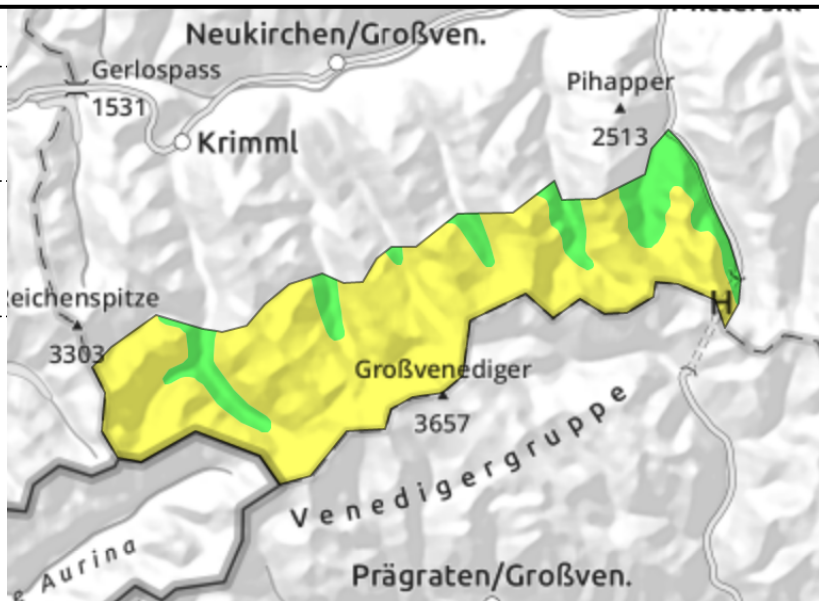 Neukirchen/Großven.
Gerlospass
1531
Pihapper
2513
Krimml
eichenspitze
3303
H
Großvenediger
3657
Venedigergruppe
e Aurina
Prägraten/Großven.